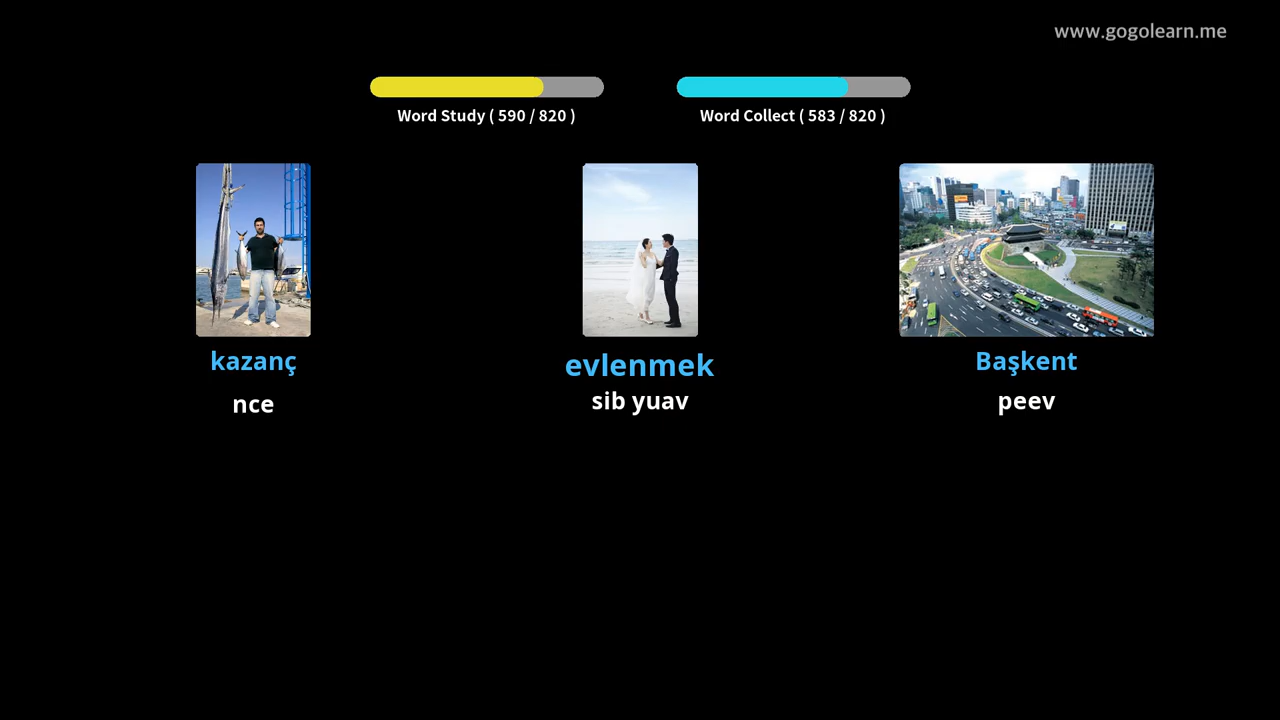 www.gogolearn.me
Word Study ( 590 / 820 )
Word Collect ( 583 / 820 )
kazanç
evlenmek
Başkent
nce
sib yuav
peev